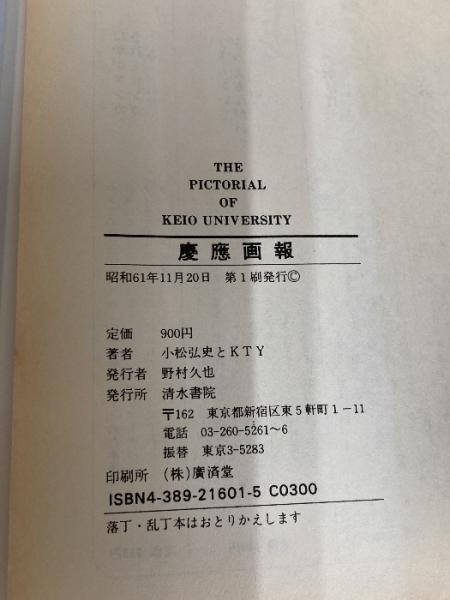 THE
PICTORIAL
OF
KEIO UNIVERSITY
慶應画報
昭和61年11月20日 第1刷発行©
定価 900円
著者 小松弘史とKTY
発行者 野村久也
発行所 清水書院
〒162 東京都新宿区東5軒町1-11
電話 03-260-5261~6
振替 東京3-5283
印刷所 (株)廣済堂
ISBN4-389-21601-5 C0300
落丁・乱丁本はおとりかえします